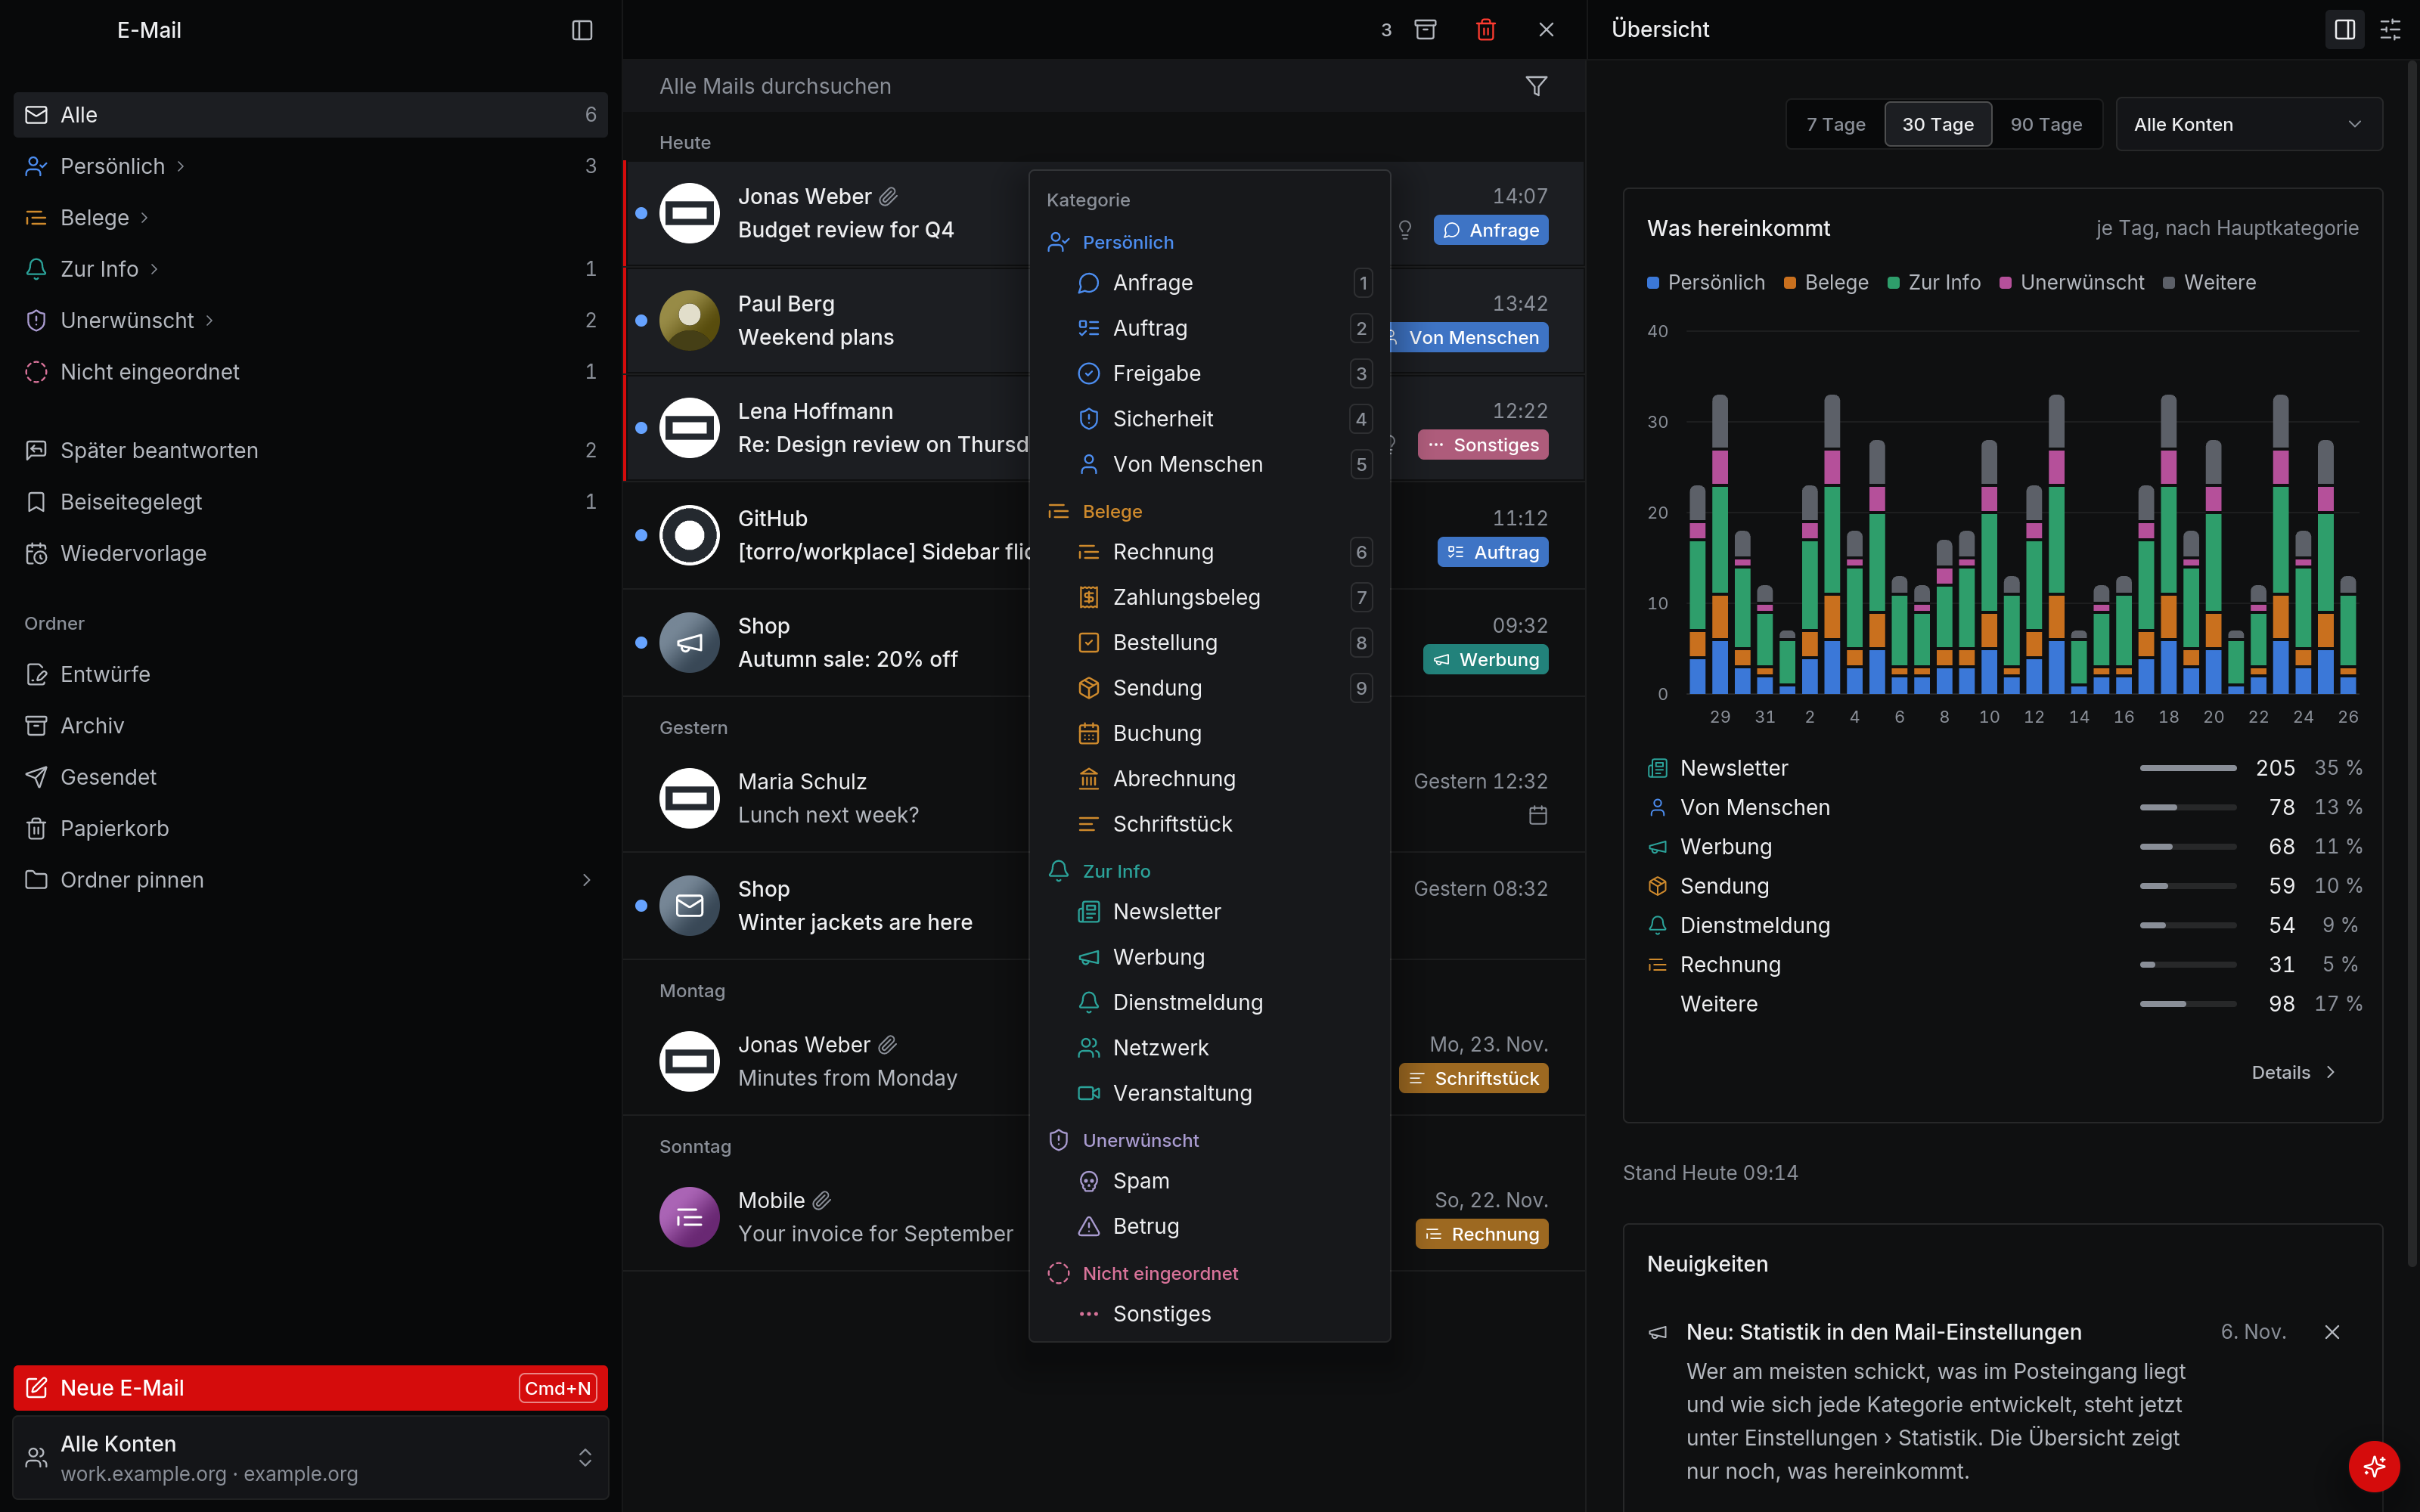 E-Mail
Alle 6
Persönlich 3
Belege
Zur Info 1
Unerwünscht 2
Nicht eingeordnet 1
Später beantworten 2
Beiseitegelegt 1
Wiedervorlage
Ordner
Entwürfe
Archiv
Gesendet
Papierkorb
Ordner pinnen
Neue E-Mail Cmd+N
Alle Konten
work.example.org · example.org
3
Alle Mails durchsuchen
Heute
Jonas Weber 14:07
Budget review for Q4 Anfrage
Paul Berg 13:42
Weekend plans Von Menschen
Lena Hoffmann 12:22
Re: Design review on Thursd Sonstiges
GitHub 11:12
[torro/workplace] Sidebar flic Auftrag
Shop 09:32
Autumn sale: 20% off Werbung
Gestern
Maria Schulz Gestern 12:32
Lunch next week?
Shop Gestern 08:32
Winter jackets are here
Montag
Jonas Weber Mo, 23. Nov.
Minutes from Monday Schriftstück
Sonntag
Mobile So, 22. Nov.
Your invoice for September Rechnung
Kategorie
Persönlich
Anfrage 1
Auftrag 2
Freigabe 3
Sicherheit 4
Von Menschen 5
Belege
Rechnung 6
Zahlungsbeleg 7
Bestellung 8
Sendung 9
Buchung
Abrechnung
Schriftstück
Zur Info
Newsletter
Werbung
Dienstmeldung
Netzwerk
Veranstaltung
Unerwünscht
Spam
Betrug
Nicht eingeordnet
Sonstiges
Übersicht
7 Tage 30 Tage 90 Tage Alle Konten
Was hereinkommt je Tag, nach Hauptkategorie
Persönlich Belege Zur Info Unerwünscht Weitere
40
30
20
10
0
29 31 2 4 6 8 10 12 14 16 18 20 22 24 26
Newsletter 205 35 %
Von Menschen 78 13 %
Werbung 68 11 %
Sendung 59 10 %
Dienstmeldung 54 9 %
Rechnung 31 5 %
Weitere 98 17 %
Details
Stand Heute 09:14
Neuigkeiten
Neu: Statistik in den Mail-Einstellungen 6. Nov.
Wer am meisten schickt, was im Posteingang liegt
und wie sich jede Kategorie entwickelt, steht jetzt
unter Einstellungen › Statistik. Die Übersicht zeigt
nur noch, was hereinkommt.